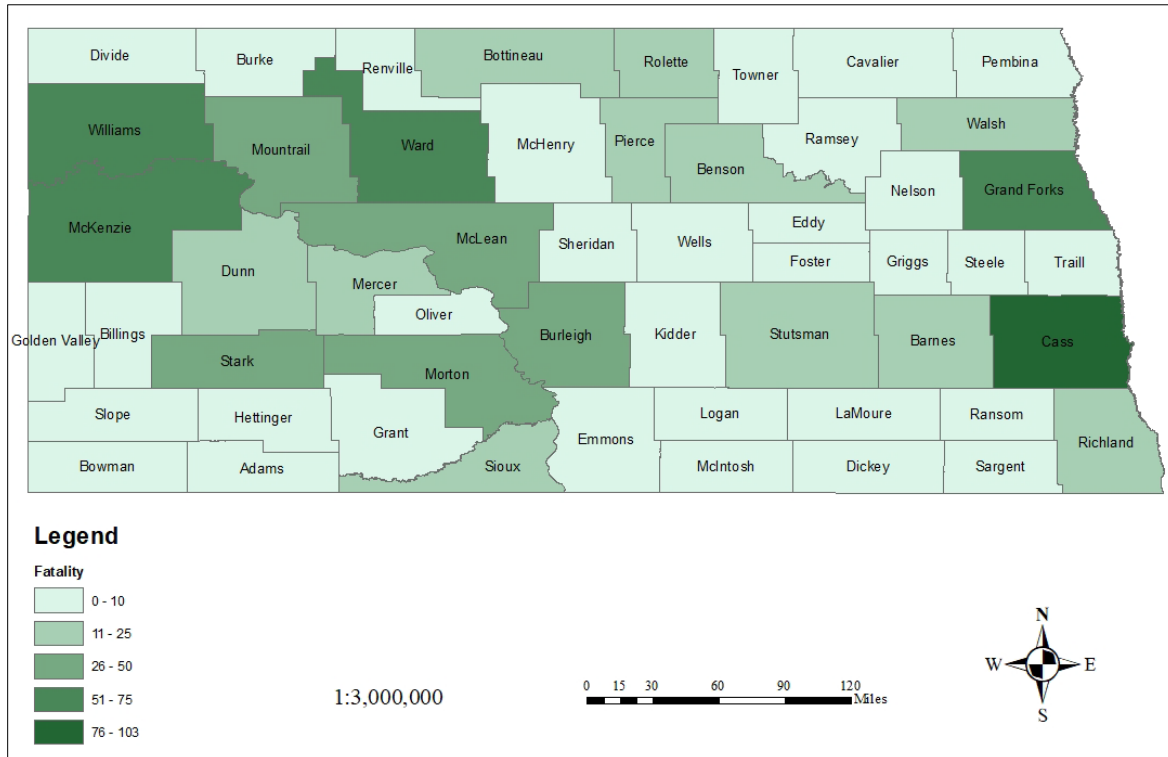 Divide
Burke
Renville
Bottineau
Rolette
Towner
Cavalier
Pembina
Williams
Mountrail
Ward
McHenry
Pierce
Benson
Ramsey
Walsh
Nelson
Grand Forks
McKenzie
Dunn
McLean
Mercer
Oliver
Sheridan
Wells
Eddy
Foster
Griggs
Steele
Traill
Golden Valley
Billings
Stark
Morton
Burleigh
Kidder
Stutsman
Barnes
Cass
Slope
Hettinger
Grant
Emmons
Logan
LaMoure
Ransom
Richland
Bowman
Adams
Sioux
McIntosh
Dickey
Sargent
Legend
Fatality
0 - 10
11 - 25
26 - 50
51 - 75
76 - 103
1:3,000,000
0 15 30 60 90 120
Miles
N
W E
S